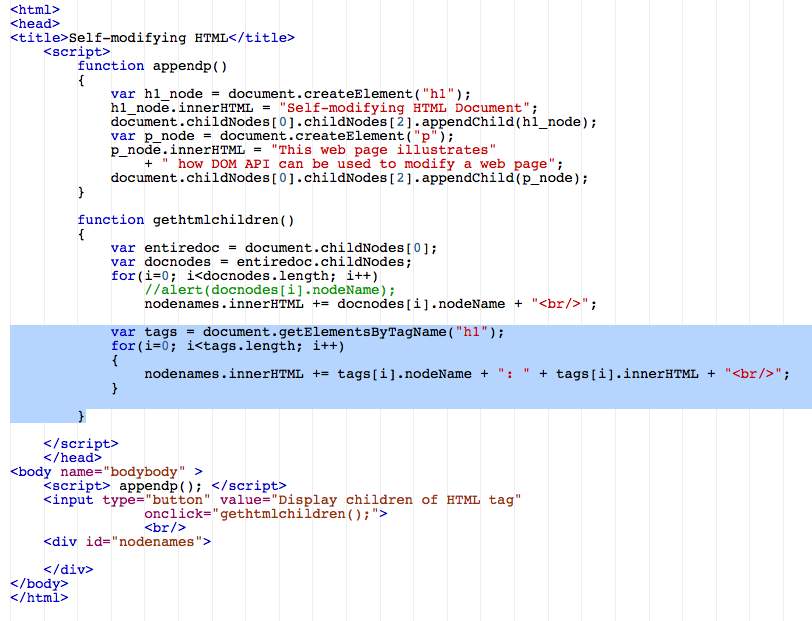 <html>
<head>
<title>Self-modifying HTML</title>
    <script>
        function appendp()
        {
            var h1_node = document.createElement("h1");
            h1_node.innerHTML = "Self-modifying HTML Document";
            document.childNodes[0].childNodes[2].appendChild(h1_node);
            var p_node = document.createElement("p");
            p_node.innerHTML = "This web page illustrates"
                + " how DOM API can be used to modify a web page";
            document.childNodes[0].childNodes[2].appendChild(p_node);
        }

        function gethtmlchildren()
        {
            var entiredoc = document.childNodes[0];
            var docnodes = entiredoc.childNodes;
            for(i=0; i<docnodes.length; i++)
                //alert(docnodes[i].nodeName);
                nodenames.innerHTML += docnodes[i].nodeName + "<br/>";

            var tags = document.getElementsByTagName("h1");
            for(i=0; i<tags.length; i++)
            {
                nodenames.innerHTML += tags[i].nodeName + ": " + tags[i].innerHTML + "<br/>";
            }

        }

    </script>
    </head>
<body name="bodybody" >
    <script> appendp(); </script>
    <input type="button" value="Display children of HTML tag"
                onclick="gethtmlchildren();">
                <br/>
    <div id="nodenames">

    </div>
</body>
</html>